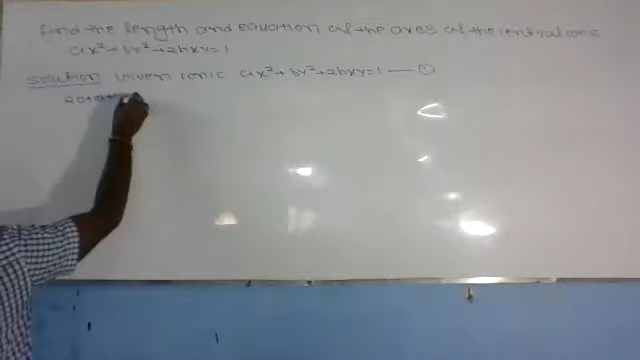 Find the length and equation of the axes of the central conic
ax²+by²+2hxy=1
Solution Given conic ax²+by²+2hxy=1 — ①